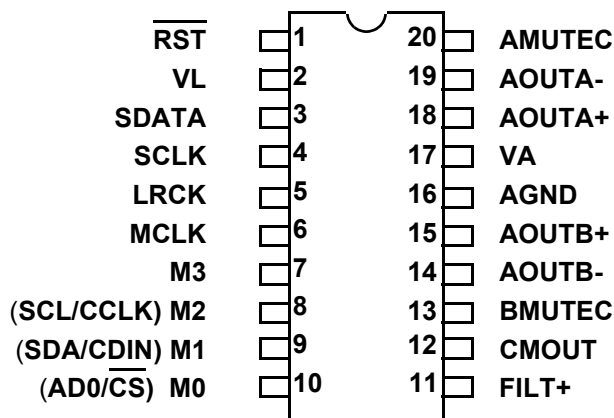 RST 1 20 AMUTEC
VL 2 19 AOUTA-
SDATA 3 18 AOUTA+
SCLK 4 17 VA
LRCK 5 16 AGND
MCLK 6 15 AOUTB+
M3 7 14 AOUTB-
(SCL/CCLK) M2 8 13 BMUTEC
(SDA/CDIN) M1 9 12 CMOUT
(AD0/CS) M0 10 11 FILT+